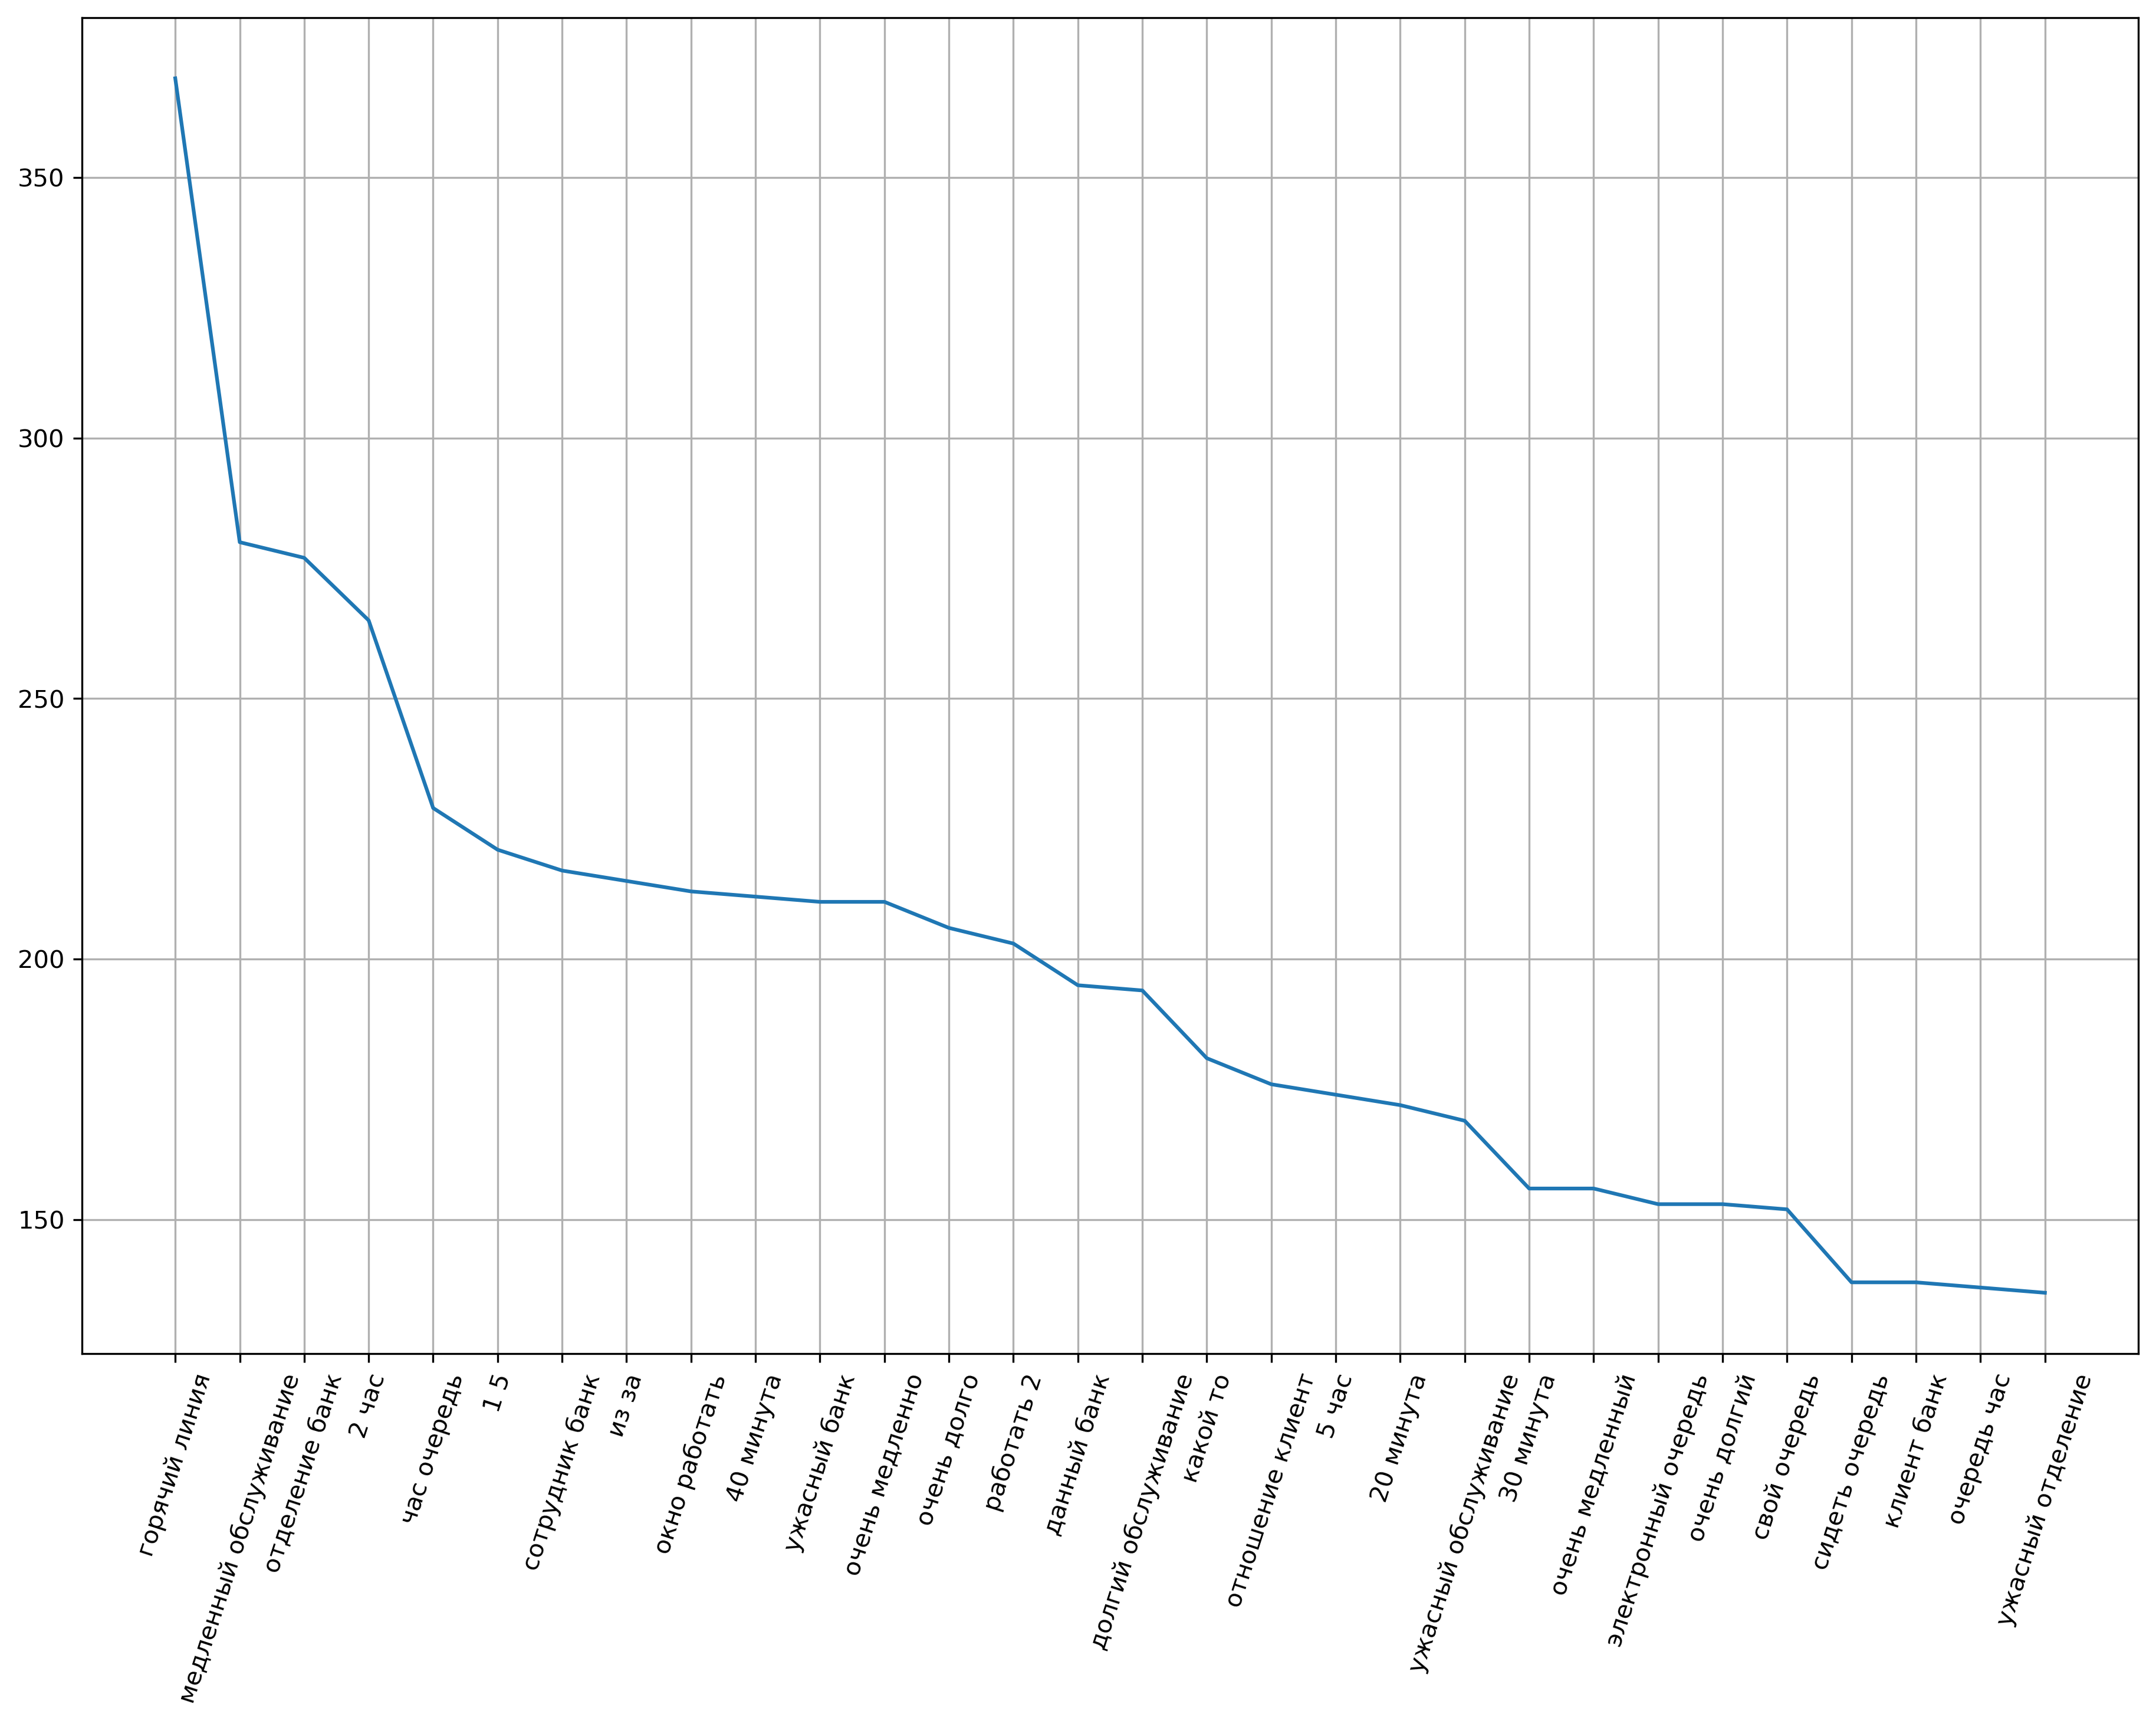 350
300
250
200
150
горячий линия
медленный обслуживание
отделение банк
2 час
час очередь
1 5
сотрудник банк
из за
окно работать
40 минута
ужасный банк
очень медленно
очень долго
работать 2
данный банк
долгий обслуживание
какой то
отношение клиент
5 час
20 минута
ужасный обслуживание
30 минута
очень медленный
электронный очередь
очень долгий
свой очередь
сидеть очередь
клиент банк
очередь час
ужасный отделение